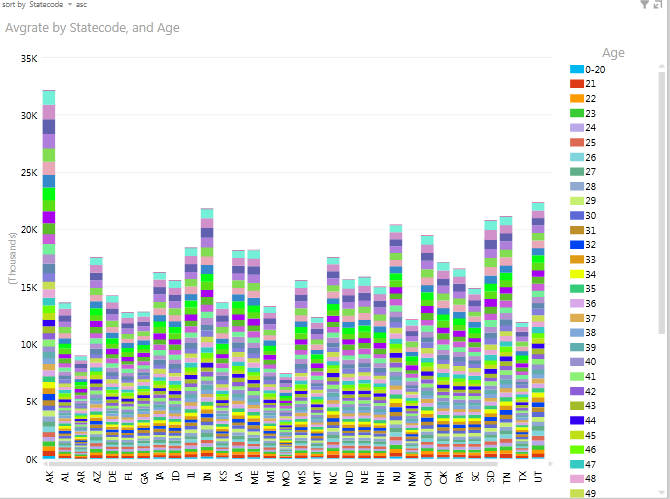 sort by Statecode asc
Avgrate by Statecode, and Age
Age
35K
30K
25K
20K
15K
10K
5K
0K
(Thousands)
AK AL AR AZ DE FL GA IA ID IL IN KS LA ME MI MO MS MT NC ND NE NH NJ NM OH OK PA SC SD TN TX UT
0-20
21
22
23
24
25
26
27
28
29
30
31
32
33
34
35
36
37
38
39
40
41
42
43
44
45
46
47
48
49